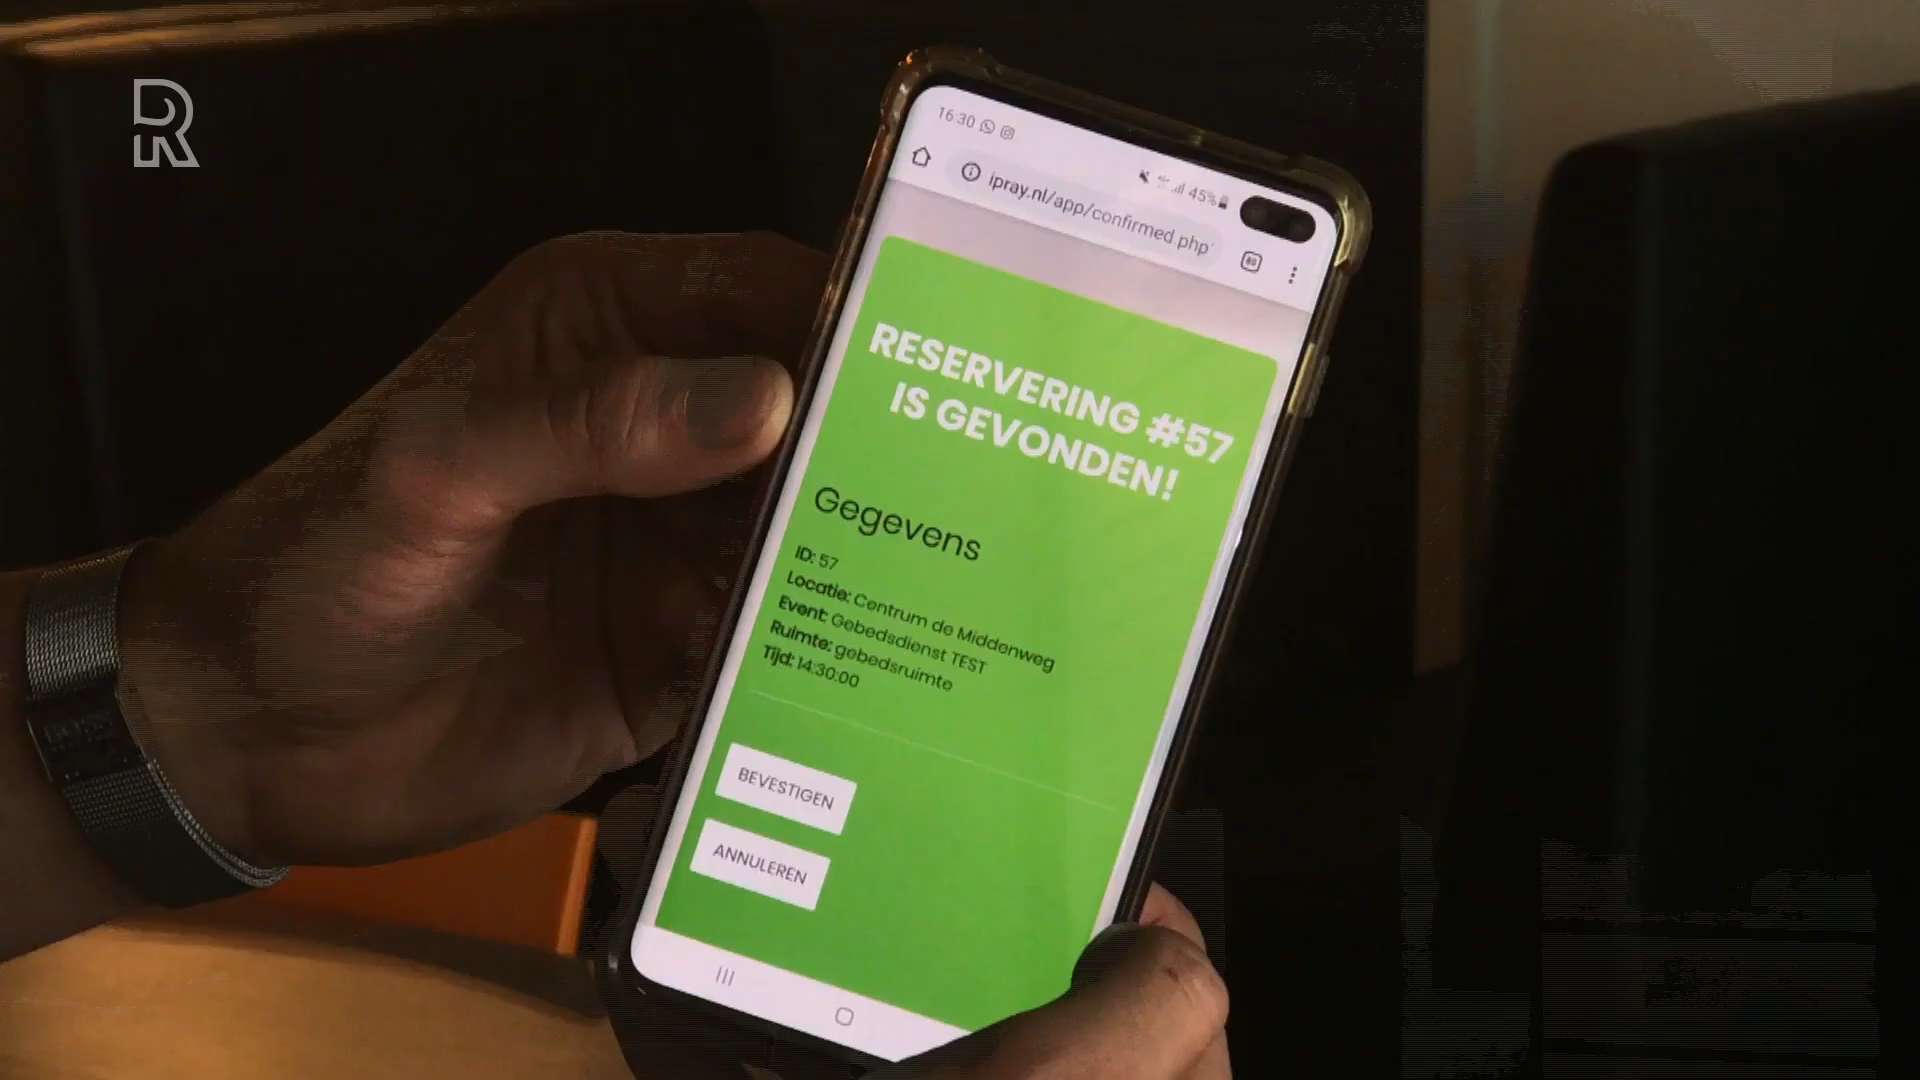 R
16:30
45%
ipray.nl/app/confirmed.php
RESERVERING #57
IS GEVONDEN!
Gegevens
ID: 57
Locatie: Centrum de Middenweg
Event: Gebedsdienst TEST
Ruimte: gebedsruimte
Tijd: 14:30:00
BEVESTIGEN
ANNULEREN